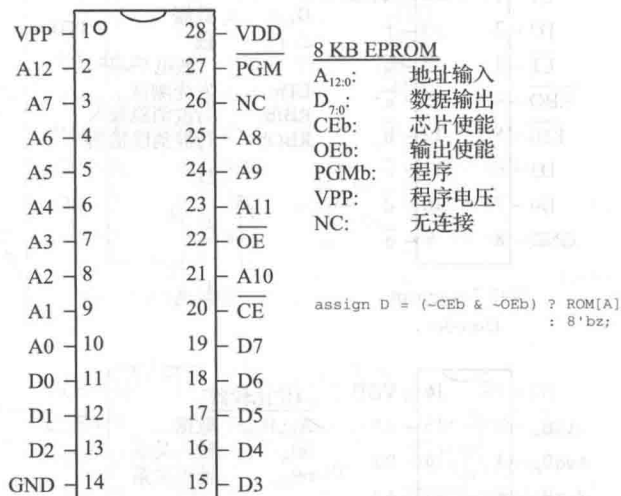 VPP 1 28 VDD
A12 2 27 PGM
A7 3 26 NC
A6 4 25 A8
A5 5 24 A9
A4 6 23 A11
A3 7 22 OE
A2 8 21 A10
A1 9 20 CE
A0 10 19 D7
D0 11 18 D6
D1 12 17 D5
D2 13 16 D4
GND 14 15 D3
8 KB EPROM
A12:0: 地址输入
D7:0: 数据输出
CEb: 芯片使能
OEb: 输出使能
PGMb: 程序
VPP: 程序电压
NC: 无连接
assign D = (~CEb & ~OEb) ? ROM[A]
: 8'bz;